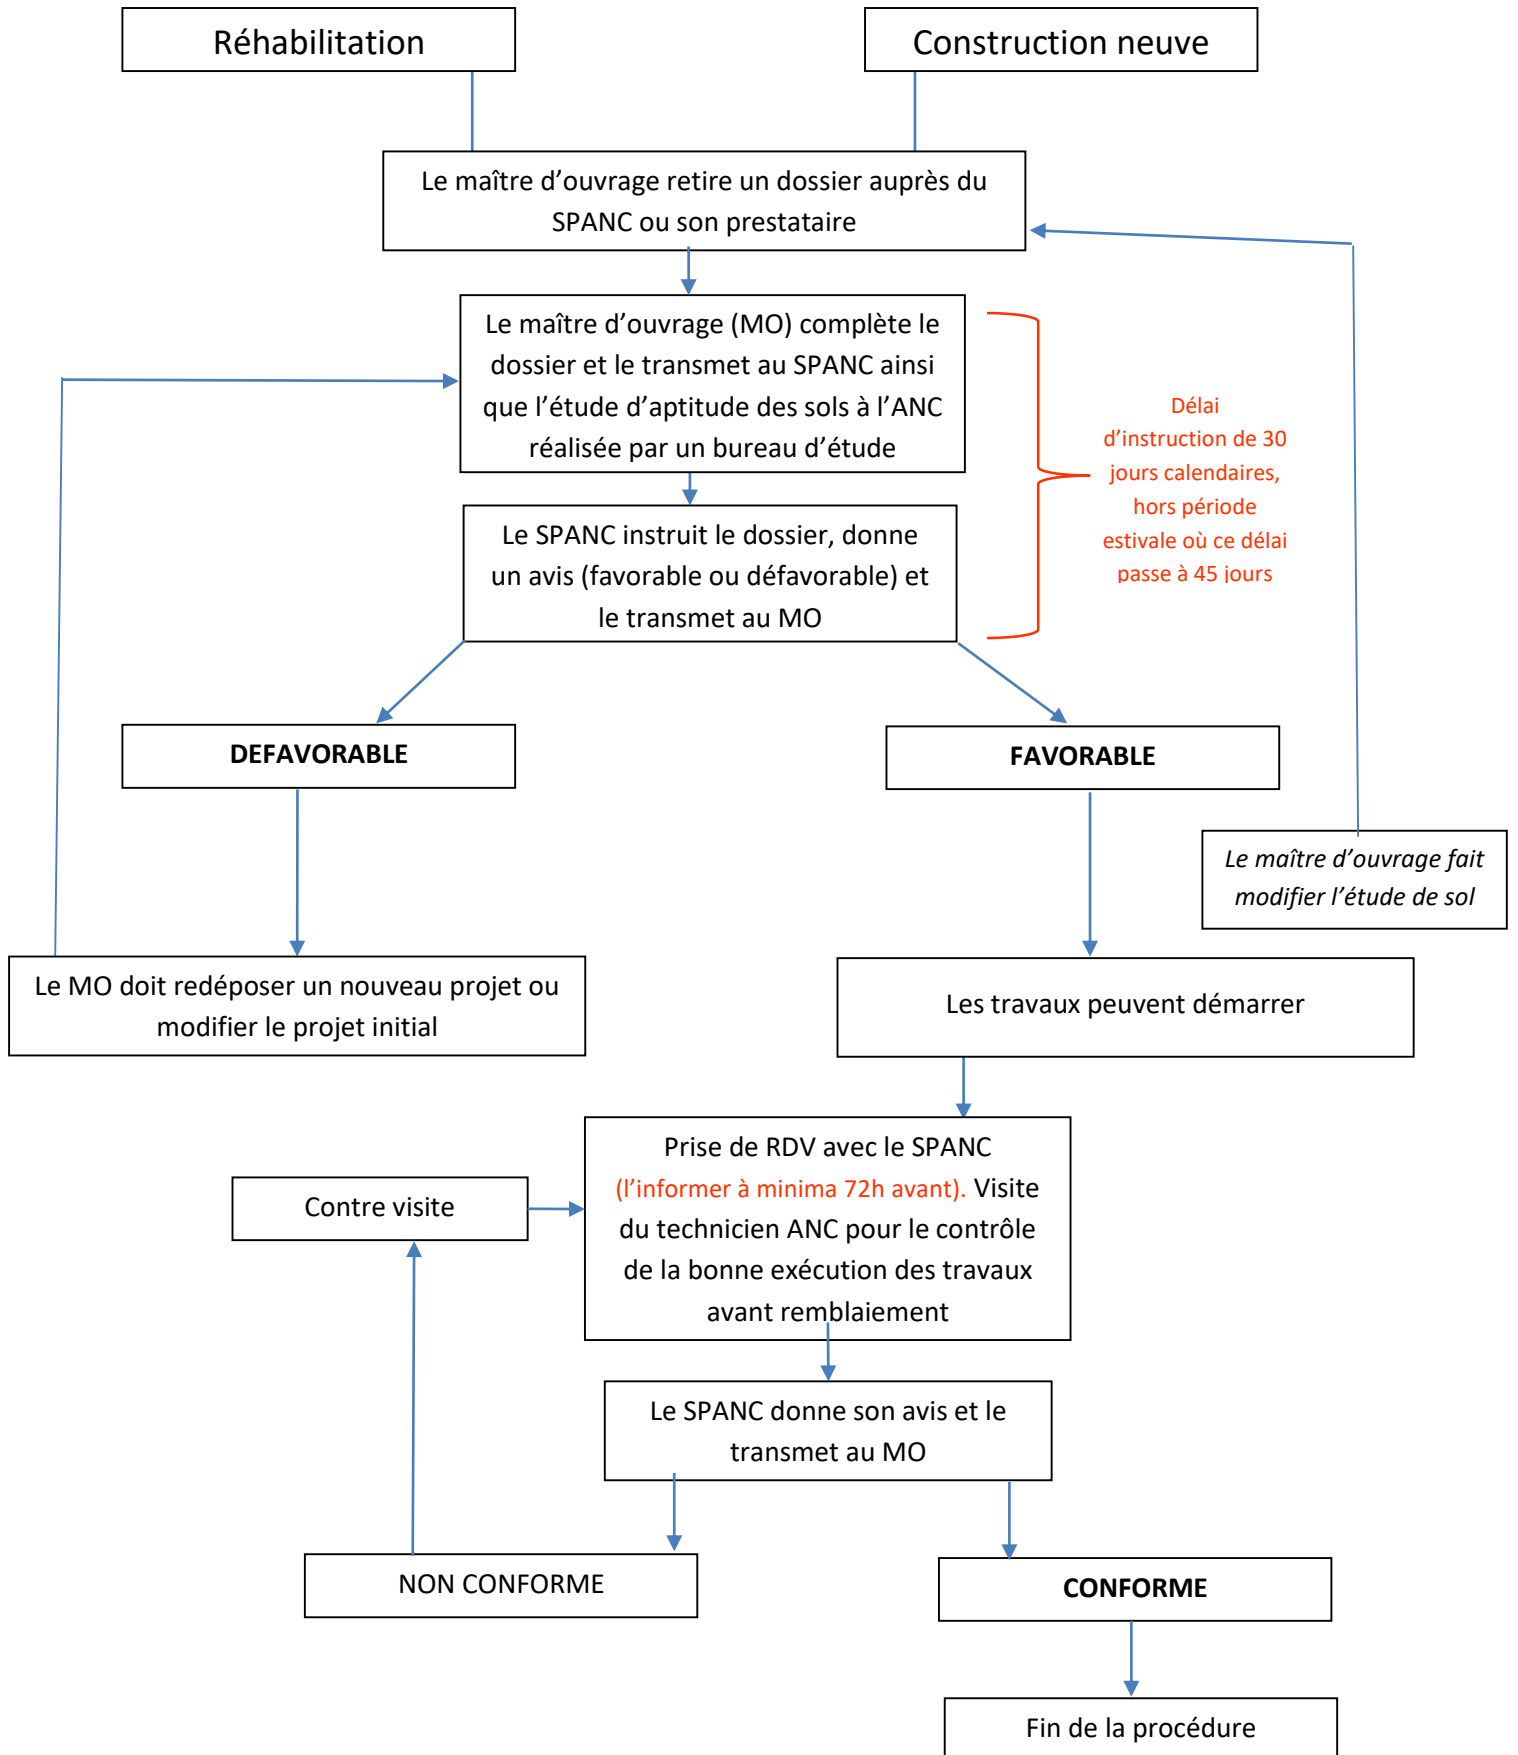 Réhabilitation
Construction neuve
Le maître d’ouvrage retire un dossier auprès du
SPANC ou son prestataire
Le maître d’ouvrage (MO) complète le
dossier et le transmet au SPANC ainsi
que l’étude d’aptitude des sols à l’ANC
réalisée par un bureau d’étude
Délai
d’instruction de 30
jours calendaires,
hors période
estivale où ce délai
passe à 45 jours
Le SPANC instruit le dossier, donne
un avis (favorable ou défavorable) et
le transmet au MO
DEFAVORABLE
FAVORABLE
Le maître d’ouvrage fait
modifier l’étude de sol
Le MO doit redéposer un nouveau projet ou
modifier le projet initial
Les travaux peuvent démarrer
Prise de RDV avec le SPANC
(l’informer à minima 72h avant). Visite
du technicien ANC pour le contrôle
de la bonne exécution des travaux
avant remblaiement
Contre visite
Le SPANC donne son avis et le
transmet au MO
NON CONFORME
CONFORME
Fin de la procédure